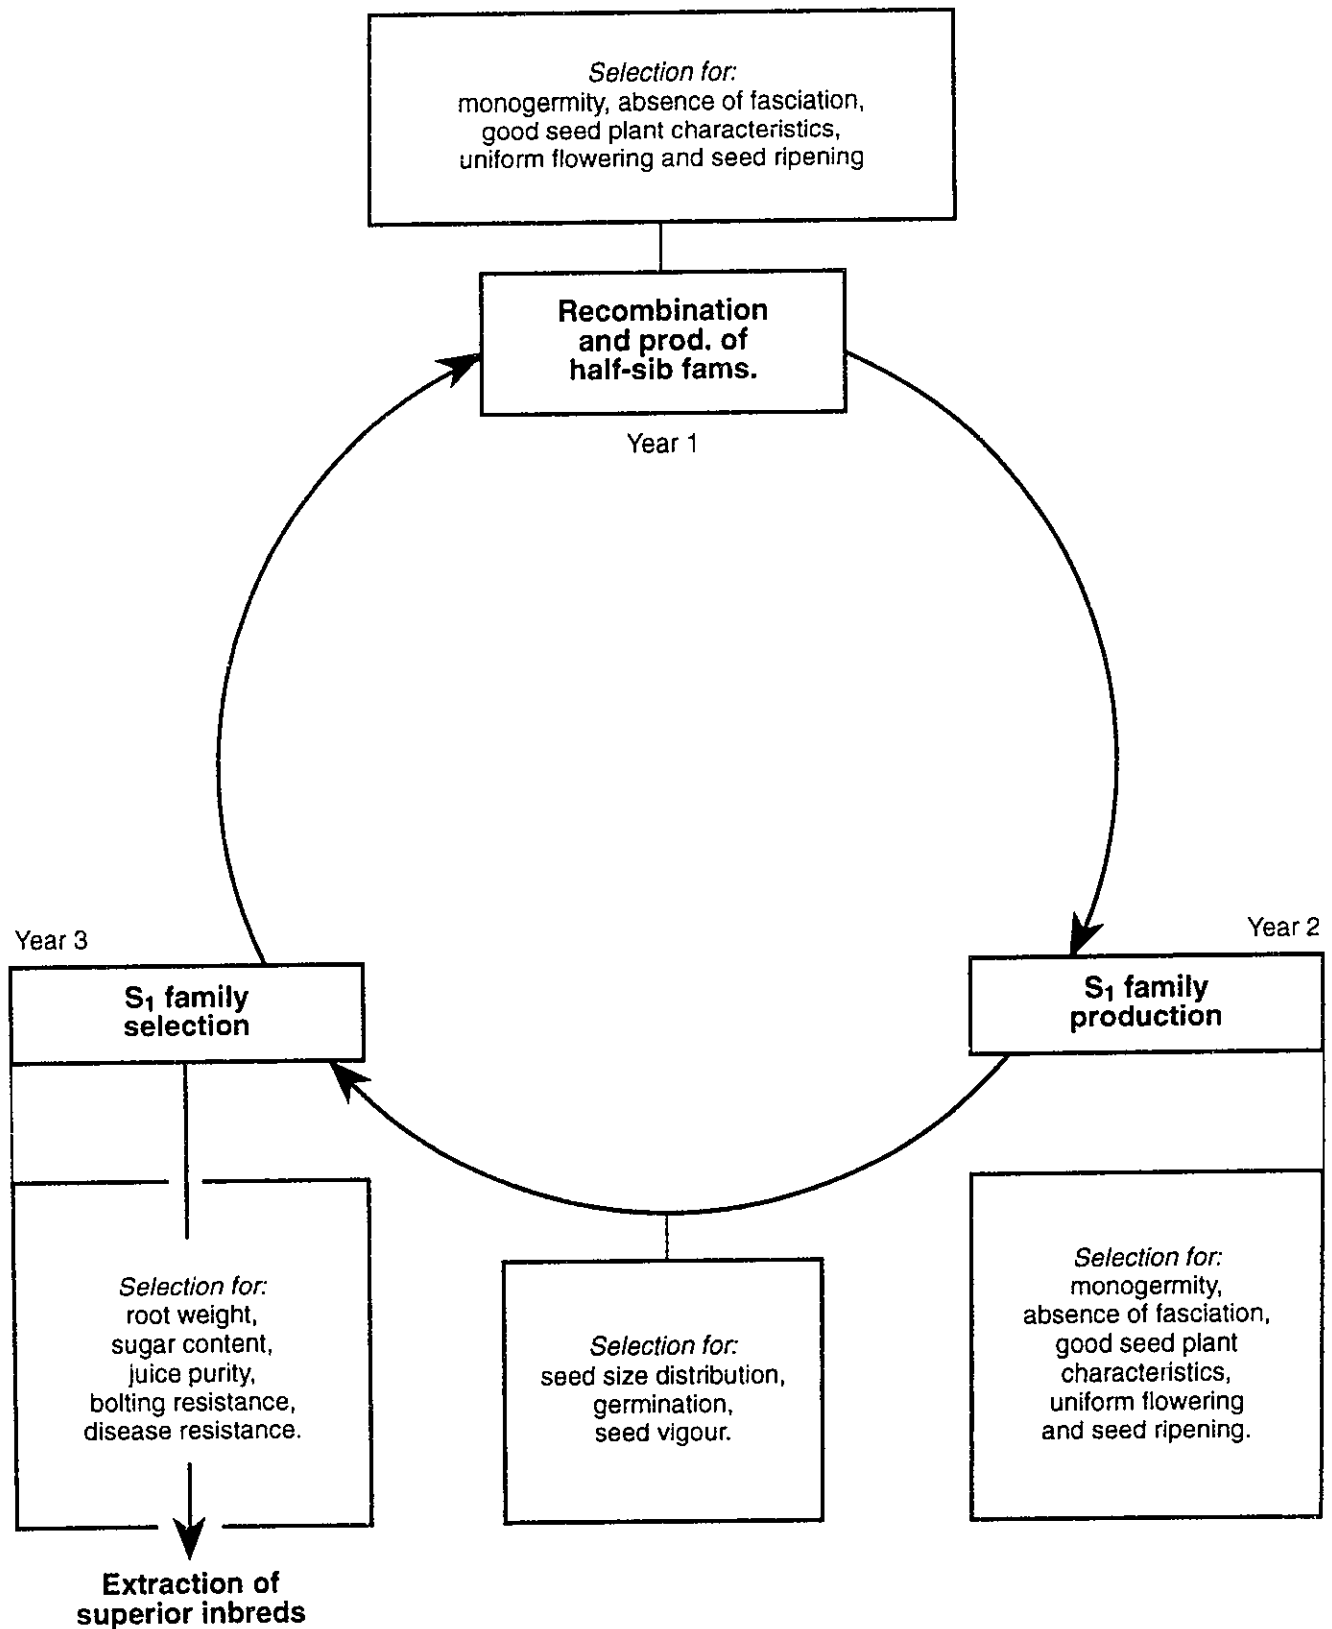 Selection for:
monogermity, absence of fasciation,
good seed plant characteristics,
uniform flowering and seed ripening
Recombination
and prod. of
half-sib fams.
Year 1
Year 3
S₁ family
selection
Year 2
S₁ family
production
Selection for:
root weight,
sugar content,
juice purity,
bolting resistance,
disease resistance.
Selection for:
seed size distribution,
germination,
seed vigour.
Selection for:
monogermity,
absence of fasciation,
good seed plant
characteristics,
uniform flowering
and seed ripening.
Extraction of
superior inbreds